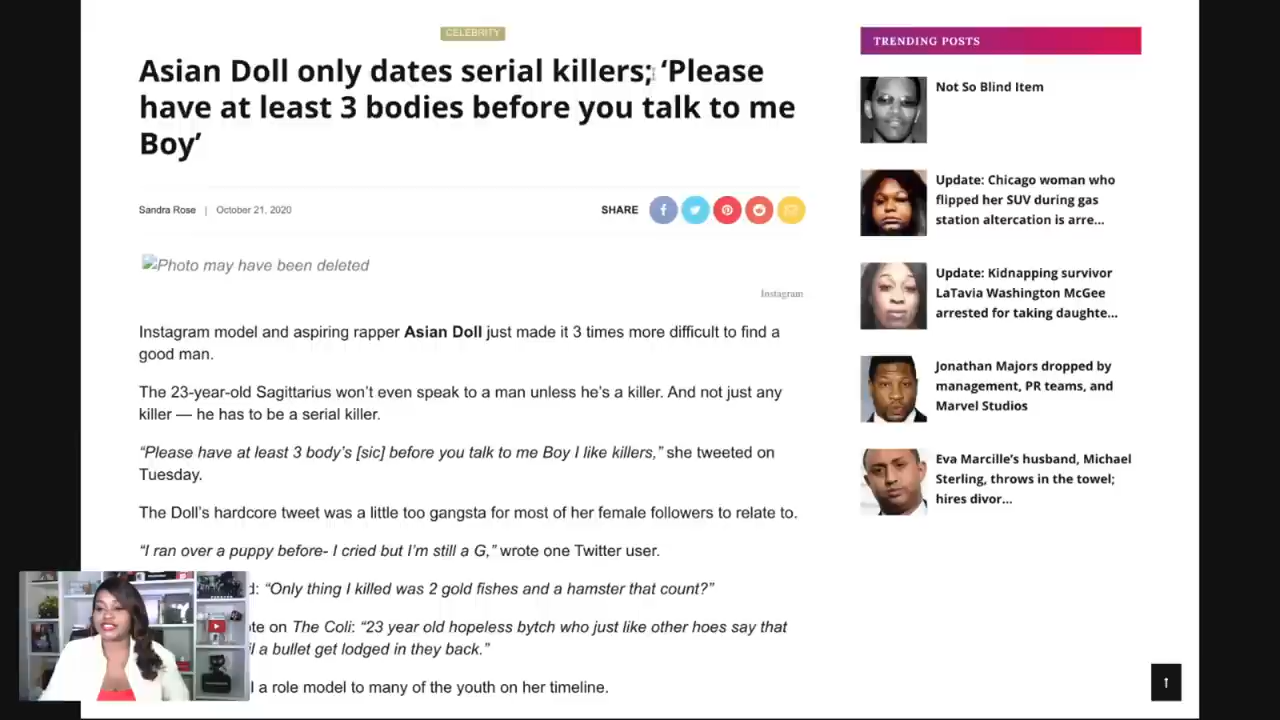 CELEBRITY
Asian Doll only dates serial killers; ‘Please
have at least 3 bodies before you talk to me
Boy’
Sandra Rose | October 21, 2020
SHARE
Photo may have been deleted
Instagram
Instagram model and aspiring rapper Asian Doll just made it 3 times more difficult to find a
good man.
The 23-year-old Sagittarius won’t even speak to a man unless he’s a killer. And not just any
killer — he has to be a serial killer.
“Please have at least 3 body’s [sic] before you talk to me Boy I like killers,” she tweeted on
Tuesday.
The Doll’s hardcore tweet was a little too gangsta for most of her female followers to relate to.
“I ran over a puppy before- I cried but I’m still a G,” wrote one Twitter user.
“Only thing I killed was 2 gold fishes and a hamster that count?”
on The Coli: “23 year old hopeless bytch who just like other hoes say that
a bullet get lodged in they back.”
a role model to many of the youth on her timeline.
TRENDING POSTS
Not So Blind Item
Update: Chicago woman who
flipped her SUV during gas
station altercation is arre...
Update: Kidnapping survivor
LaTavia Washington McGee
arrested for taking daughte...
Jonathan Majors dropped by
management, PR teams, and
Marvel Studios
Eva Marcille’s husband, Michael
Sterling, throws in the towel;
hires divor...